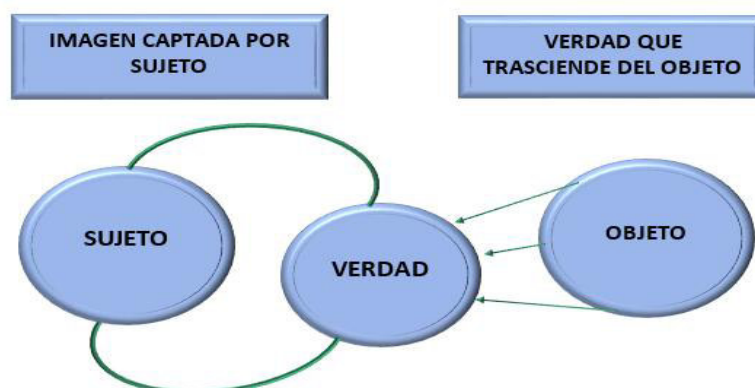 IMAGEN CAPTADA POR
SUJETO
VERDAD QUE
TRASCIENDE DEL OBJETO
SUJETO
VERDAD
OBJETO